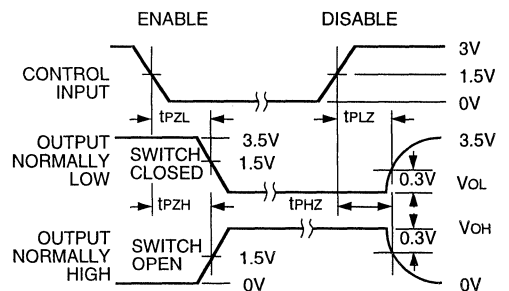 ENABLE DISABLE
3V
CONTROL INPUT
1.5V
0V
tPZL tPLZ
OUTPUT NORMALLY LOW
SWITCH CLOSED
3.5V
1.5V
3.5V
0.3V
VOL
tPZH tPHZ
VOH
0.3V
OUTPUT NORMALLY HIGH
SWITCH OPEN
1.5V
0V
0V